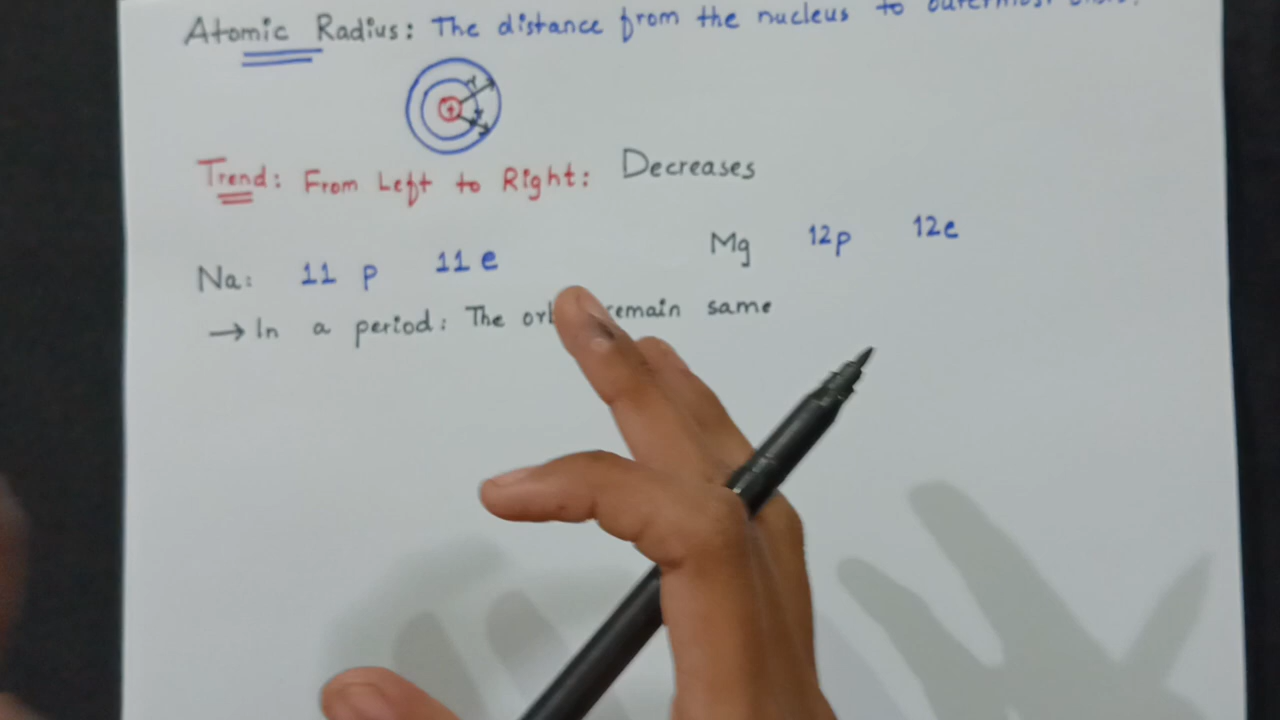 Atomic Radius: The distance from the nucleus to
+
Trend: From Left to Right: Decreases
Na: 11 p 11 e Mg 12p 12e
→ In a period: The remain same